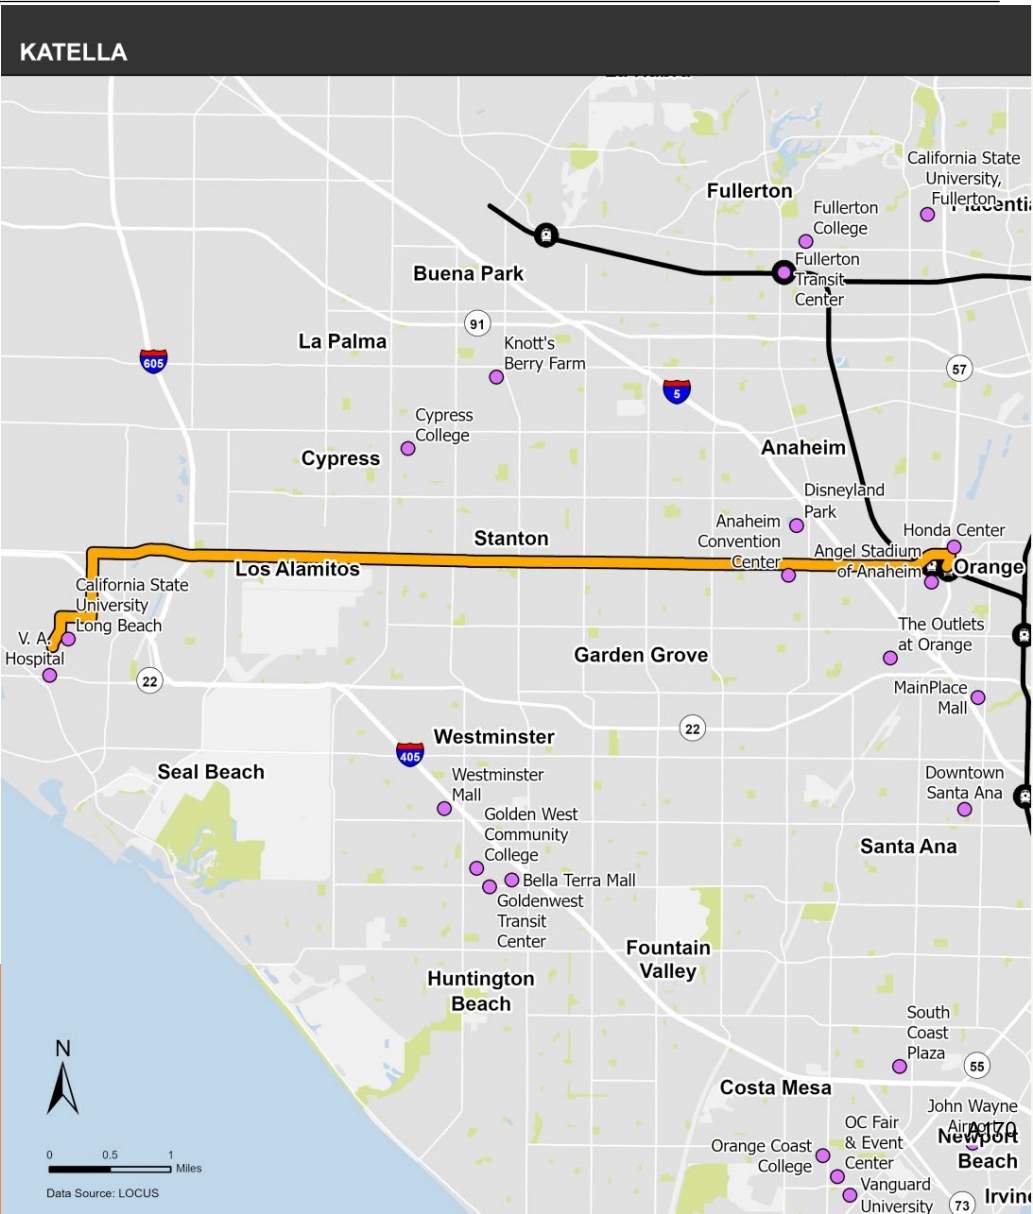 KATELLA
California State
University,
Fullerton
Fullerton
Fullerton
College
Fullerton
Transit
Center
Buena Park
91
La Palma
Knott's
Berry Farm
605
57
5
Cypress
College
Anaheim
Cypress
Disneyland
Park
Anaheim
Convention
Center
Stanton
Honda Center
Angel Stadium
of Anaheim
Orange
Los Alamitos
California State
University
Long Beach
V. A.
Hospital
The Outlets
at Orange
Garden Grove
22
MainPlace
Mall
22
Westminster
405
Seal Beach
Westminster
Mall
Downtown
Santa Ana
Golden West
Community
College
Santa Ana
Bella Terra Mall
Goldenwest
Transit
Center
Fountain
Valley
Huntington
Beach
South
Coast
Plaza
N
55
Costa Mesa
John Wayne
Airport
A170
Newport
Beach
OC Fair
& Event
Center
Orange Coast
College
Vanguard
University
73
0 0.5 1
Miles
Data Source: LOCUS